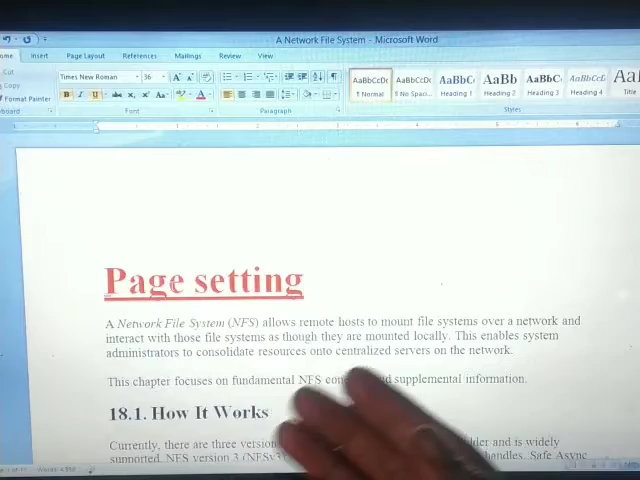 A Network File System - Microsoft Word
Insert Page Layout References Mailings Review View
Cut
Copy
Format Painter
Times New Roman 36
Font
Paragraph
Styles
AaBbCcDc AaBbCcDc AaBbC AaBb AaBbC AaBbCcD Aa
¶ Normal ¶ No Spaci... Heading 1 Heading 2 Heading 3 Heading 4 Title
Page setting
A Network File System (NFS) allows remote hosts to mount file systems over a network and
interact with those file systems as though they are mounted locally. This enables system
administrators to consolidate resources onto centralized servers on the network.
This chapter focuses on fundamental NFS supplemental information.
18.1. How It Works
Currently, there are three and is widely
supported. NFS version 3 (NFSv3) handles. Safe Async